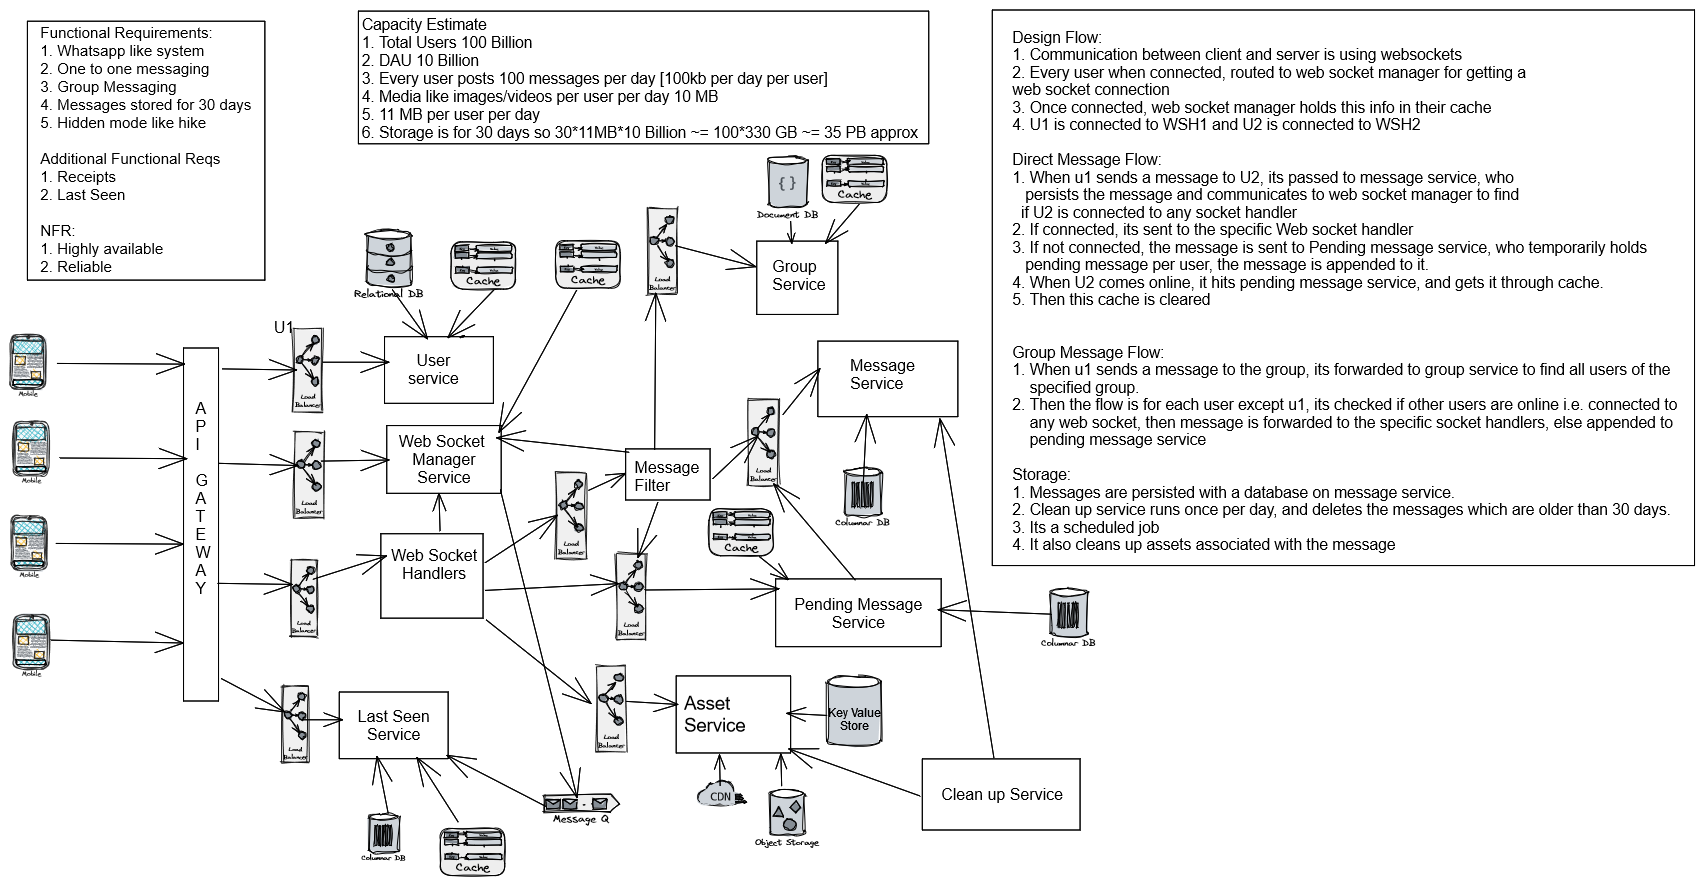 Functional Requirements:
1. Whatsapp like system
2. One to one messaging
3. Group Messaging
4. Messages stored for 30 days
5. Hidden mode like hike
Additional Functional Reqs
1. Receipts
2. Last Seen
NFR:
1. Highly available
2. Reliable
Capacity Estimate
1. Total Users 100 Billion
2. DAU 10 Billion
3. Every user posts 100 messages per day [100kb per day per user]
4. Media like images/videos per user per day 10 MB
5. 11 MB per user per day
6. Storage is for 30 days so 30*11MB*10 Billion ~= 100*330 GB ~= 35 PB approx
Design Flow:
1. Communication between client and server is using websockets
2. Every user when connected, routed to web socket manager for getting a
web socket connection
3. Once connected, web socket manager holds this info in their cache
4. U1 is connected to WSH1 and U2 is connected to WSH2
Direct Message Flow:
1. When u1 sends a message to U2, its passed to message service, who
persists the message and communicates to web socket manager to find
if U2 is connected to any socket handler
2. If connected, its sent to the specific Web socket handler
3. If not connected, the message is sent to Pending message service, who temporarily holds
pending message per user, the message is appended to it.
4. When U2 comes online, it hits pending message service, and gets it through cache.
5. Then this cache is cleared
Group Message Flow:
1. When u1 sends a message to the group, its forwarded to group service to find all users of the
specified group.
2. Then the flow is for each user except u1, its checked if other users are online i.e. connected to
any web socket, then message is forwarded to the specific socket handlers, else appended to
pending message service
Storage:
1. Messages are persisted with a database on message service.
2. Clean up service runs once per day, and deletes the messages which are older than 30 days.
3. Its a scheduled job
4. It also cleans up assets associated with the message
Document DB
Cache
Load
Balancer
Group
Service
Relational DB
Cache
Cache
U1
Load
Balancer
User
service
Message
Service
Mobile
API GATEWAY
Load
Balancer
Web Socket
Manager
Service
Message
Filter
Load
Balancer
Columnar DB
Mobile
Load
Balancer
Cache
Web Socket
Handlers
Load
Balancer
Load
Balancer
Pending Message
Service
Columnar DB
Mobile
Mobile
Load
Balancer
Last Seen
Service
Load
Balancer
Asset
Service
Key Value
Store
Columnar DB
Cache
Message Q
CDN
Object Storage
Clean up Service